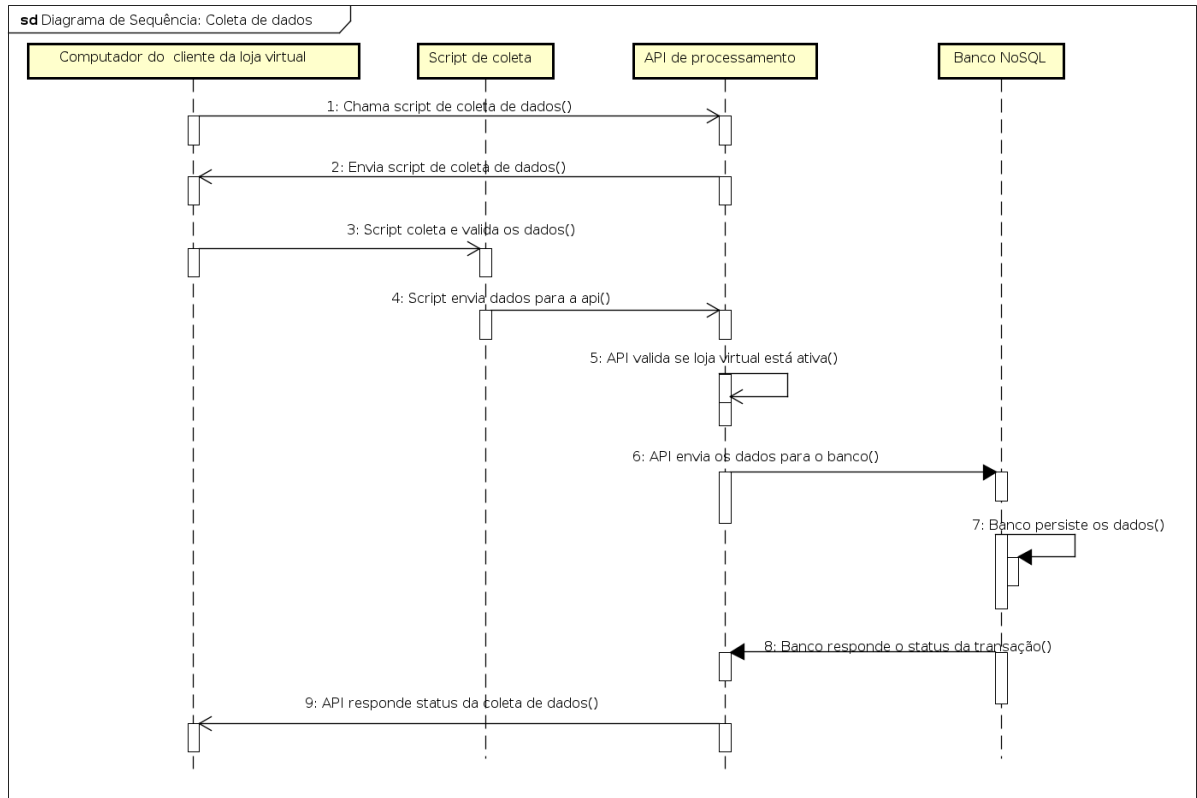 sd Diagrama de Sequência: Coleta de dados
Computador do cliente da loja virtual
Script de coleta
API de processamento
Banco NoSQL
1: Chama script de coleta de dados()
2: Envia script de coleta de dados()
3: Script coleta e valida os dados()
4: Script envia dados para a api()
5: API valida se loja virtual está ativa()
6: API envia os dados para o banco()
7: Banco persiste os dados()
8: Banco responde o status da transação()
9: API responde status da coleta de dados()